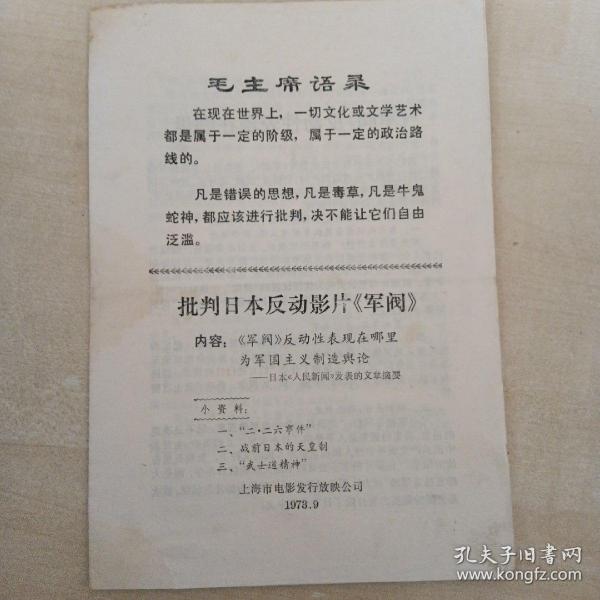 毛主席语录
在现在世界上，一切文化或文学艺术
都是属于一定的阶级，属于一定的政治路
线的。
凡是错误的思想，凡是毒草，凡是牛鬼
蛇神，都应该进行批判，决不能让它们自由
泛滥。
批判日本反动影片《军阀》
内容：《军阀》反动性表现在哪里
为军国主义制造舆论
——日本《人民新闻》发表的文章摘要
小资料：
一、“二·二六事件”
二、战前日本的天皇制
三、“武士道精神”
上海市电影发行放映公司
1973.9
孔夫子旧书网
www.kongfz.com